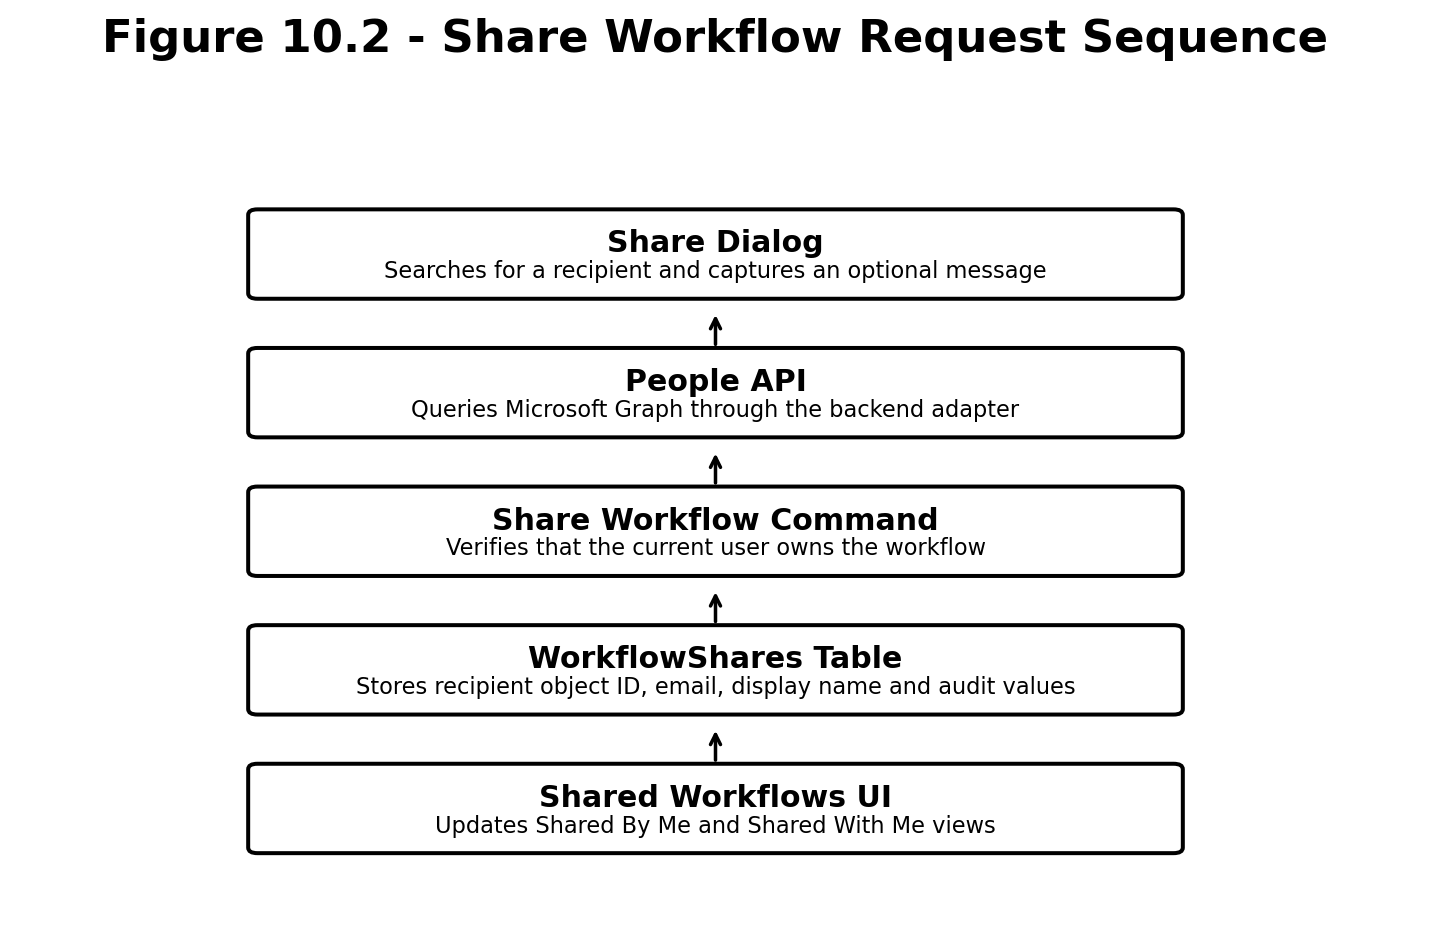 Figure 10.2 - Share Workflow Request Sequence
Share Dialog
Searches for a recipient and captures an optional message
People API
Queries Microsoft Graph through the backend adapter
Share Workflow Command
Verifies that the current user owns the workflow
WorkflowShares Table
Stores recipient object ID, email, display name and audit values
Shared Workflows UI
Updates Shared By Me and Shared With Me views